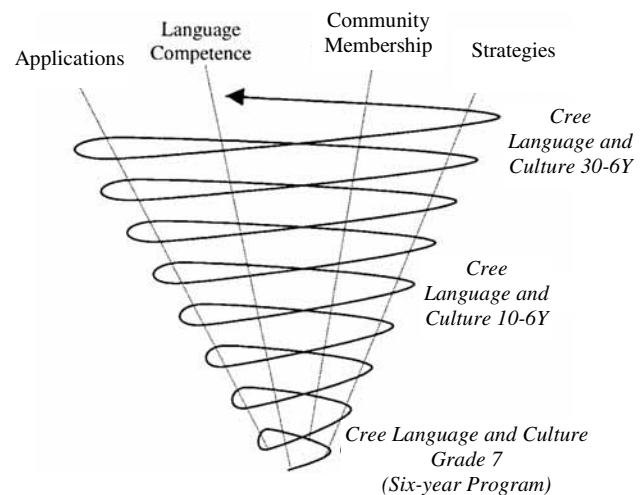 Applications
Language
Competence
Community
Membership
Strategies
Cree
Language and
Culture 30-6Y
Cree
Language and
Culture 10-6Y
Cree Language and Culture
Grade 7
(Six-year Program)